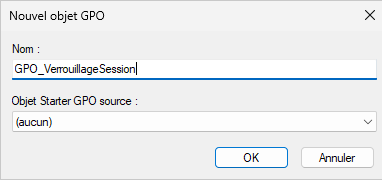 Nouvel objet GPO
Nom :
GPO_VerrouillageSession
Objet Starter GPO source :
(aucun)
OK
Annuler